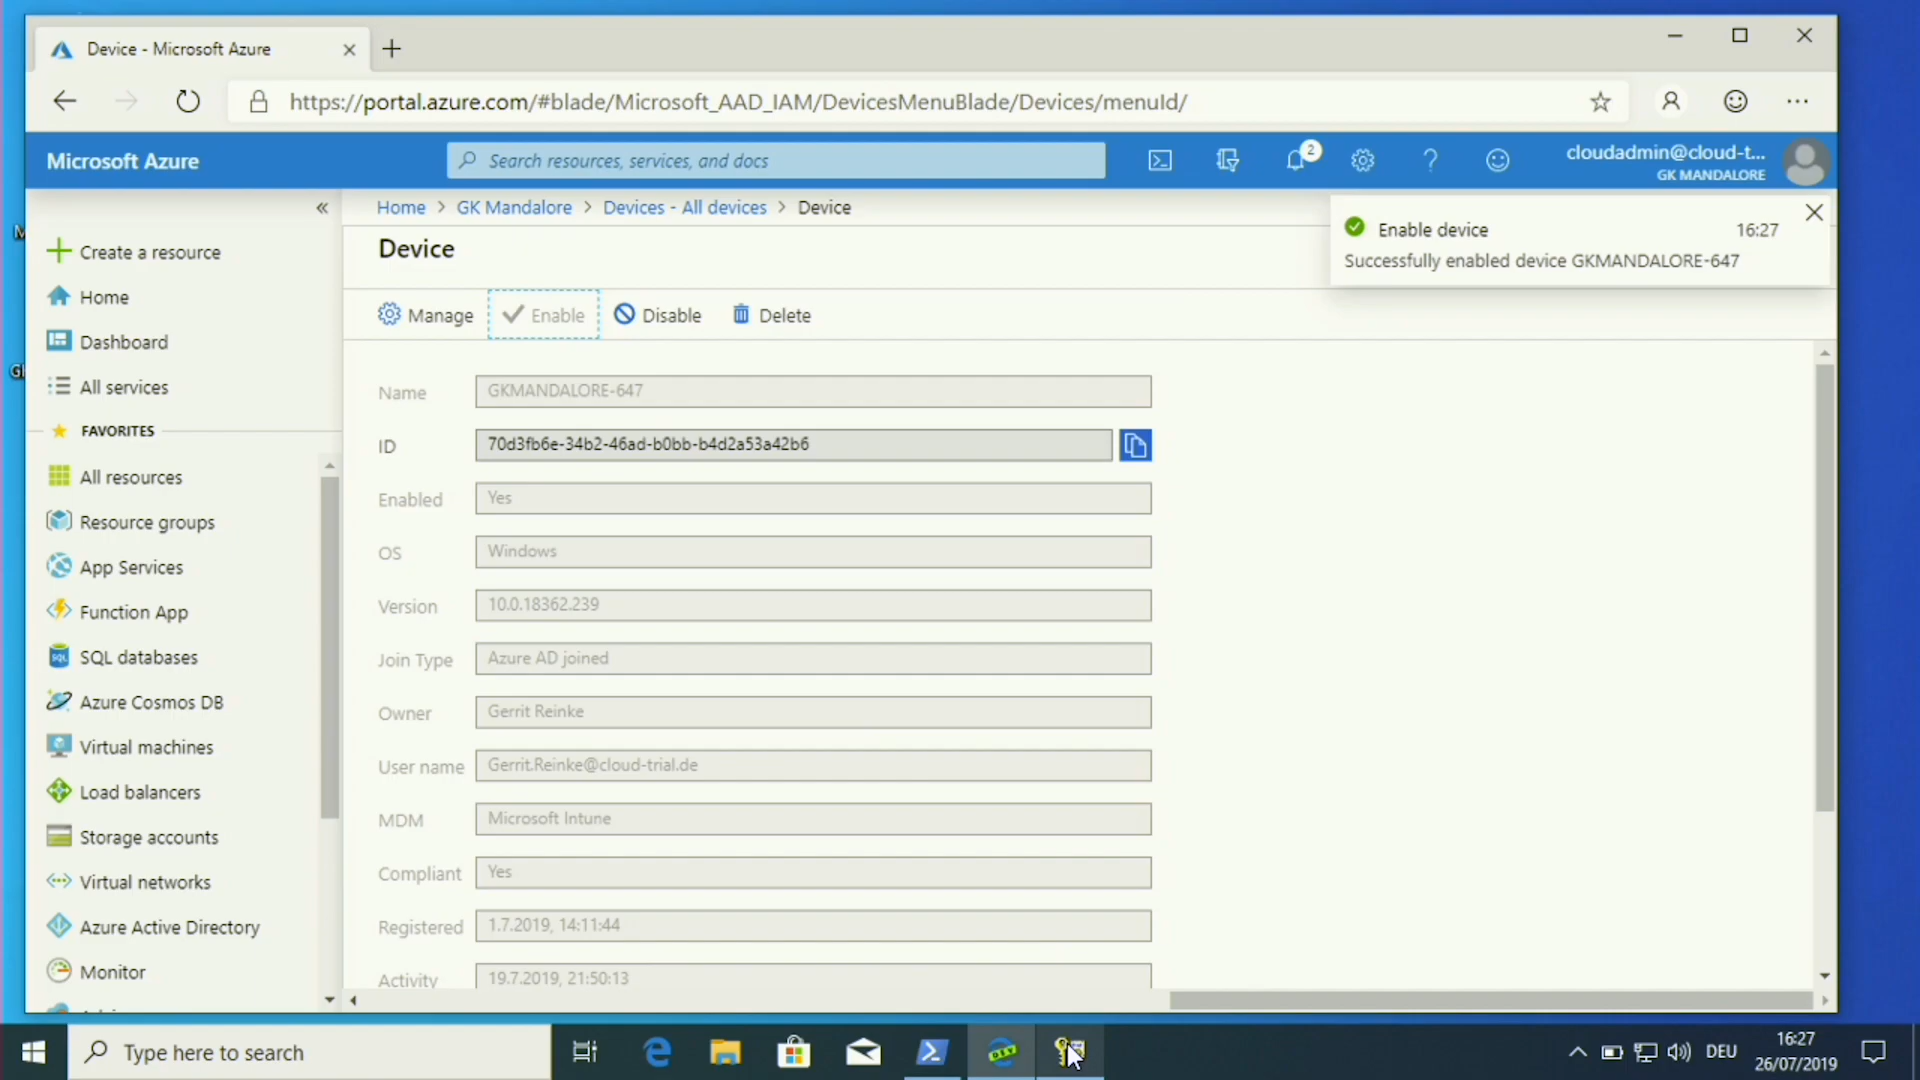 Device - Microsoft Azure
https://portal.azure.com/#blade/Microsoft_AAD_IAM/DevicesMenuBlade/Devices/menuId/
Microsoft Azure
Search resources, services, and docs
2
cloudadmin@cloud-t...
GK MANDALORE
Home > GK Mandalore > Devices - All devices > Device
Device
Enable device 16:27
Successfully enabled device GKMANDALORE-647
Manage Enable Disable Delete
Create a resource
Home
Dashboard
All services
FAVORITES
All resources
Resource groups
App Services
Function App
SQL databases
Azure Cosmos DB
Virtual machines
Load balancers
Storage accounts
Virtual networks
Azure Active Directory
Monitor
Name GKMANDALORE-647
ID 70d3fb6e-34b2-46ad-b0bb-b4d2a53a42b6
Enabled Yes
OS Windows
Version 10.0.18362.239
Join Type Azure AD joined
Owner Gerrit Reinke
User name Gerrit.Reinke@cloud-trial.de
MDM Microsoft Intune
Compliant Yes
Registered 1.7.2019, 14:11:44
Activity 19.7.2019, 21:50:13
Type here to search
DEV
DEU
16:27
26/07/2019